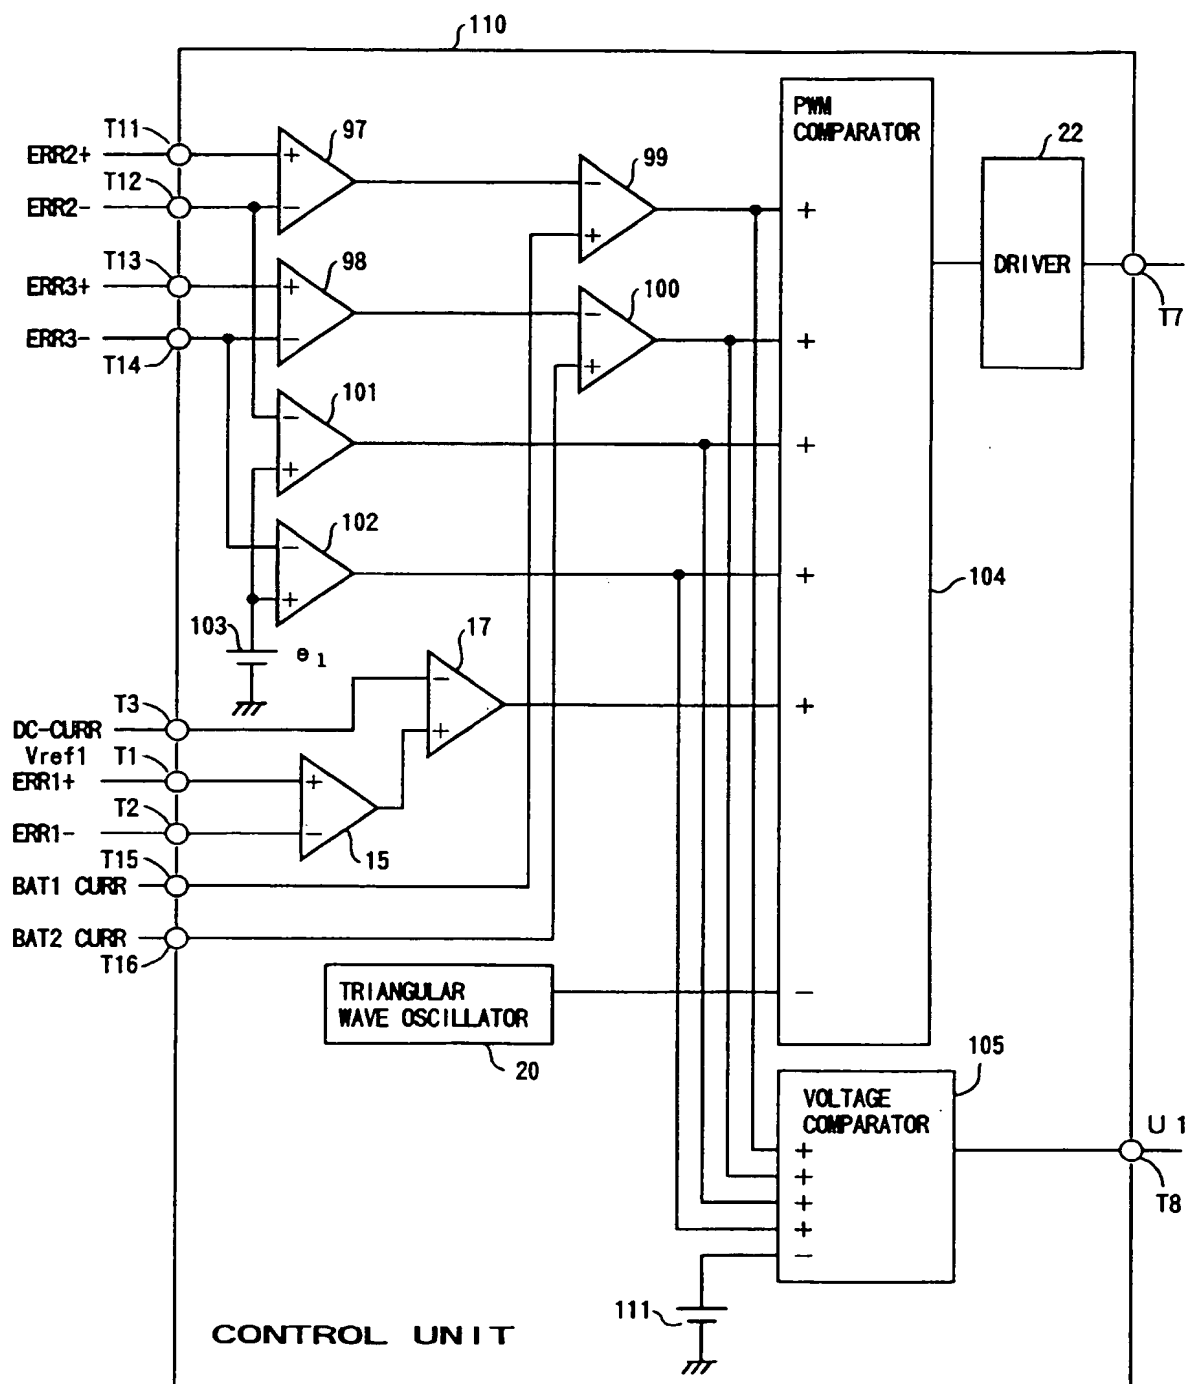 110
T11
ERR2+
97
PWM
COMPARATOR
22
99
T12
ERR2-
+
-
-
+
+
T13
ERR3+
98
100
DRIVER
T7
ERR3-
T14
+
-
-
+
+
101
-
+
+
102
-
+
+
104
103
e1
17
T3
DC-CURR
-
+
+
Vref1
T1
ERR1+
+
T2
ERR1-
-
15
T15
BAT1 CURR
BAT2 CURR
T16
TRIANGULAR
WAVE OSCILLATOR
-
20
105
VOLTAGE
COMPARATOR
U1
+
+
+
+
-
T8
111
CONTROL UNIT